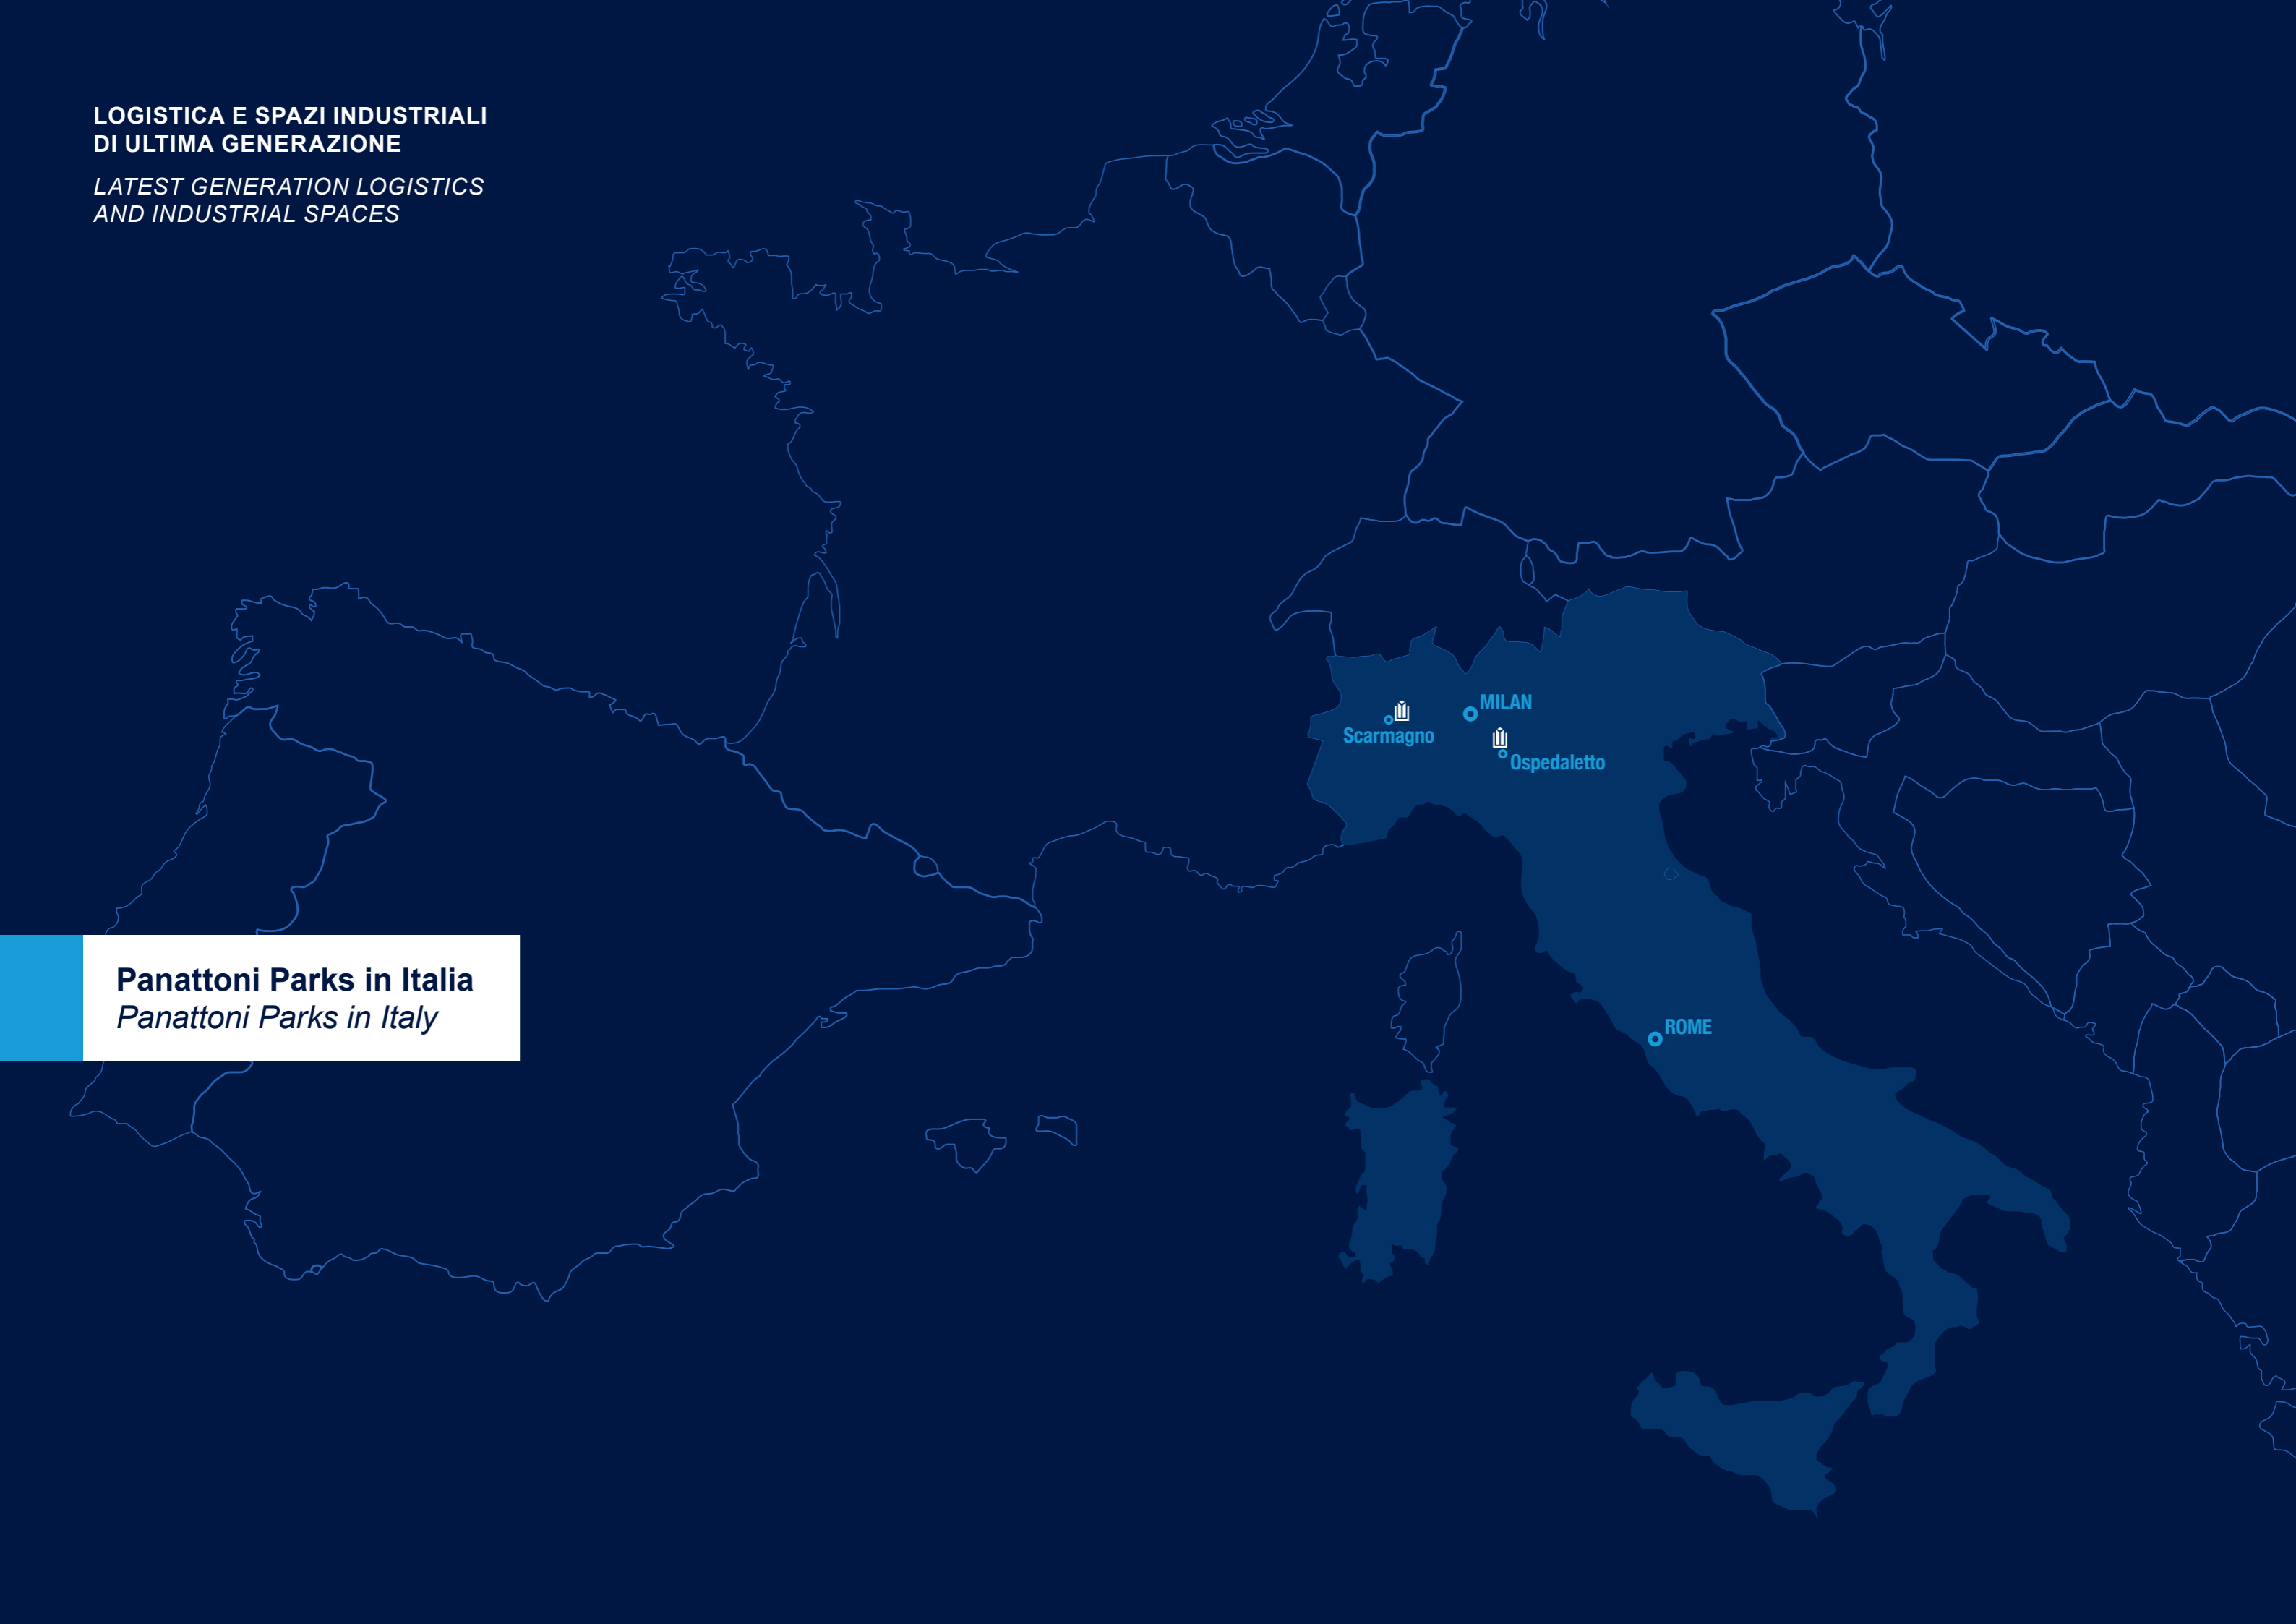 LOGISTICA E SPAZI INDUSTRIALI
DI ULTIMA GENERAZIONE
LATEST GENERATION LOGISTICS
AND INDUSTRIAL SPACES
MILAN
Scarmagno
Ospedaletto
Panattoni Parks in Italia
Panattoni Parks in Italy
ROME